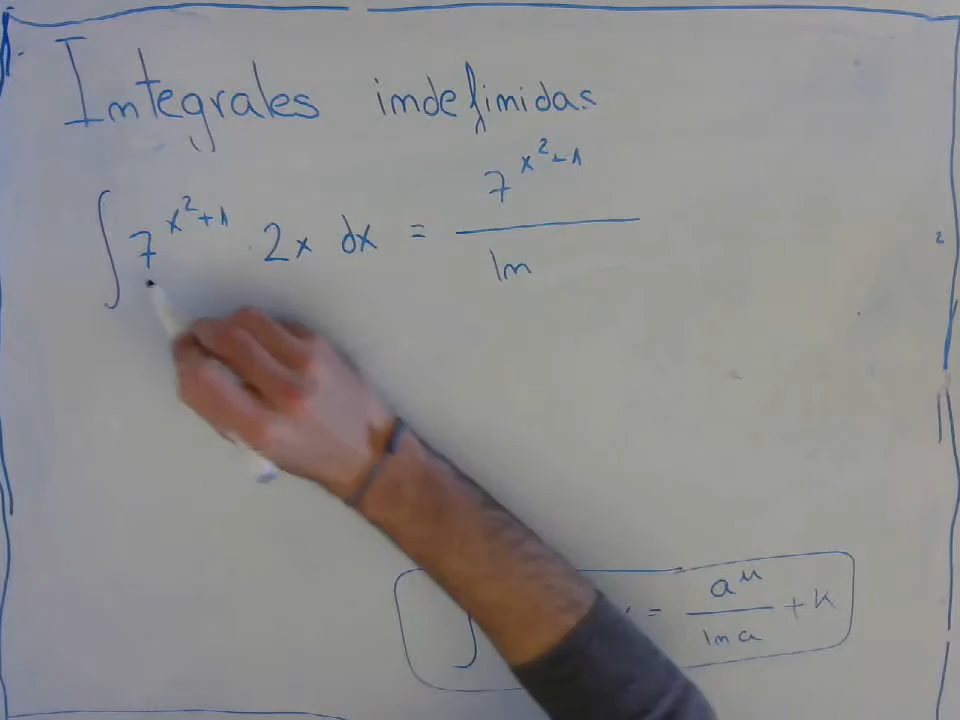 Integrales indefinidas
∫ 7^(x²+1) 2x dx = 7^(x²+1) / ln
∫ = a^u / ln a + k